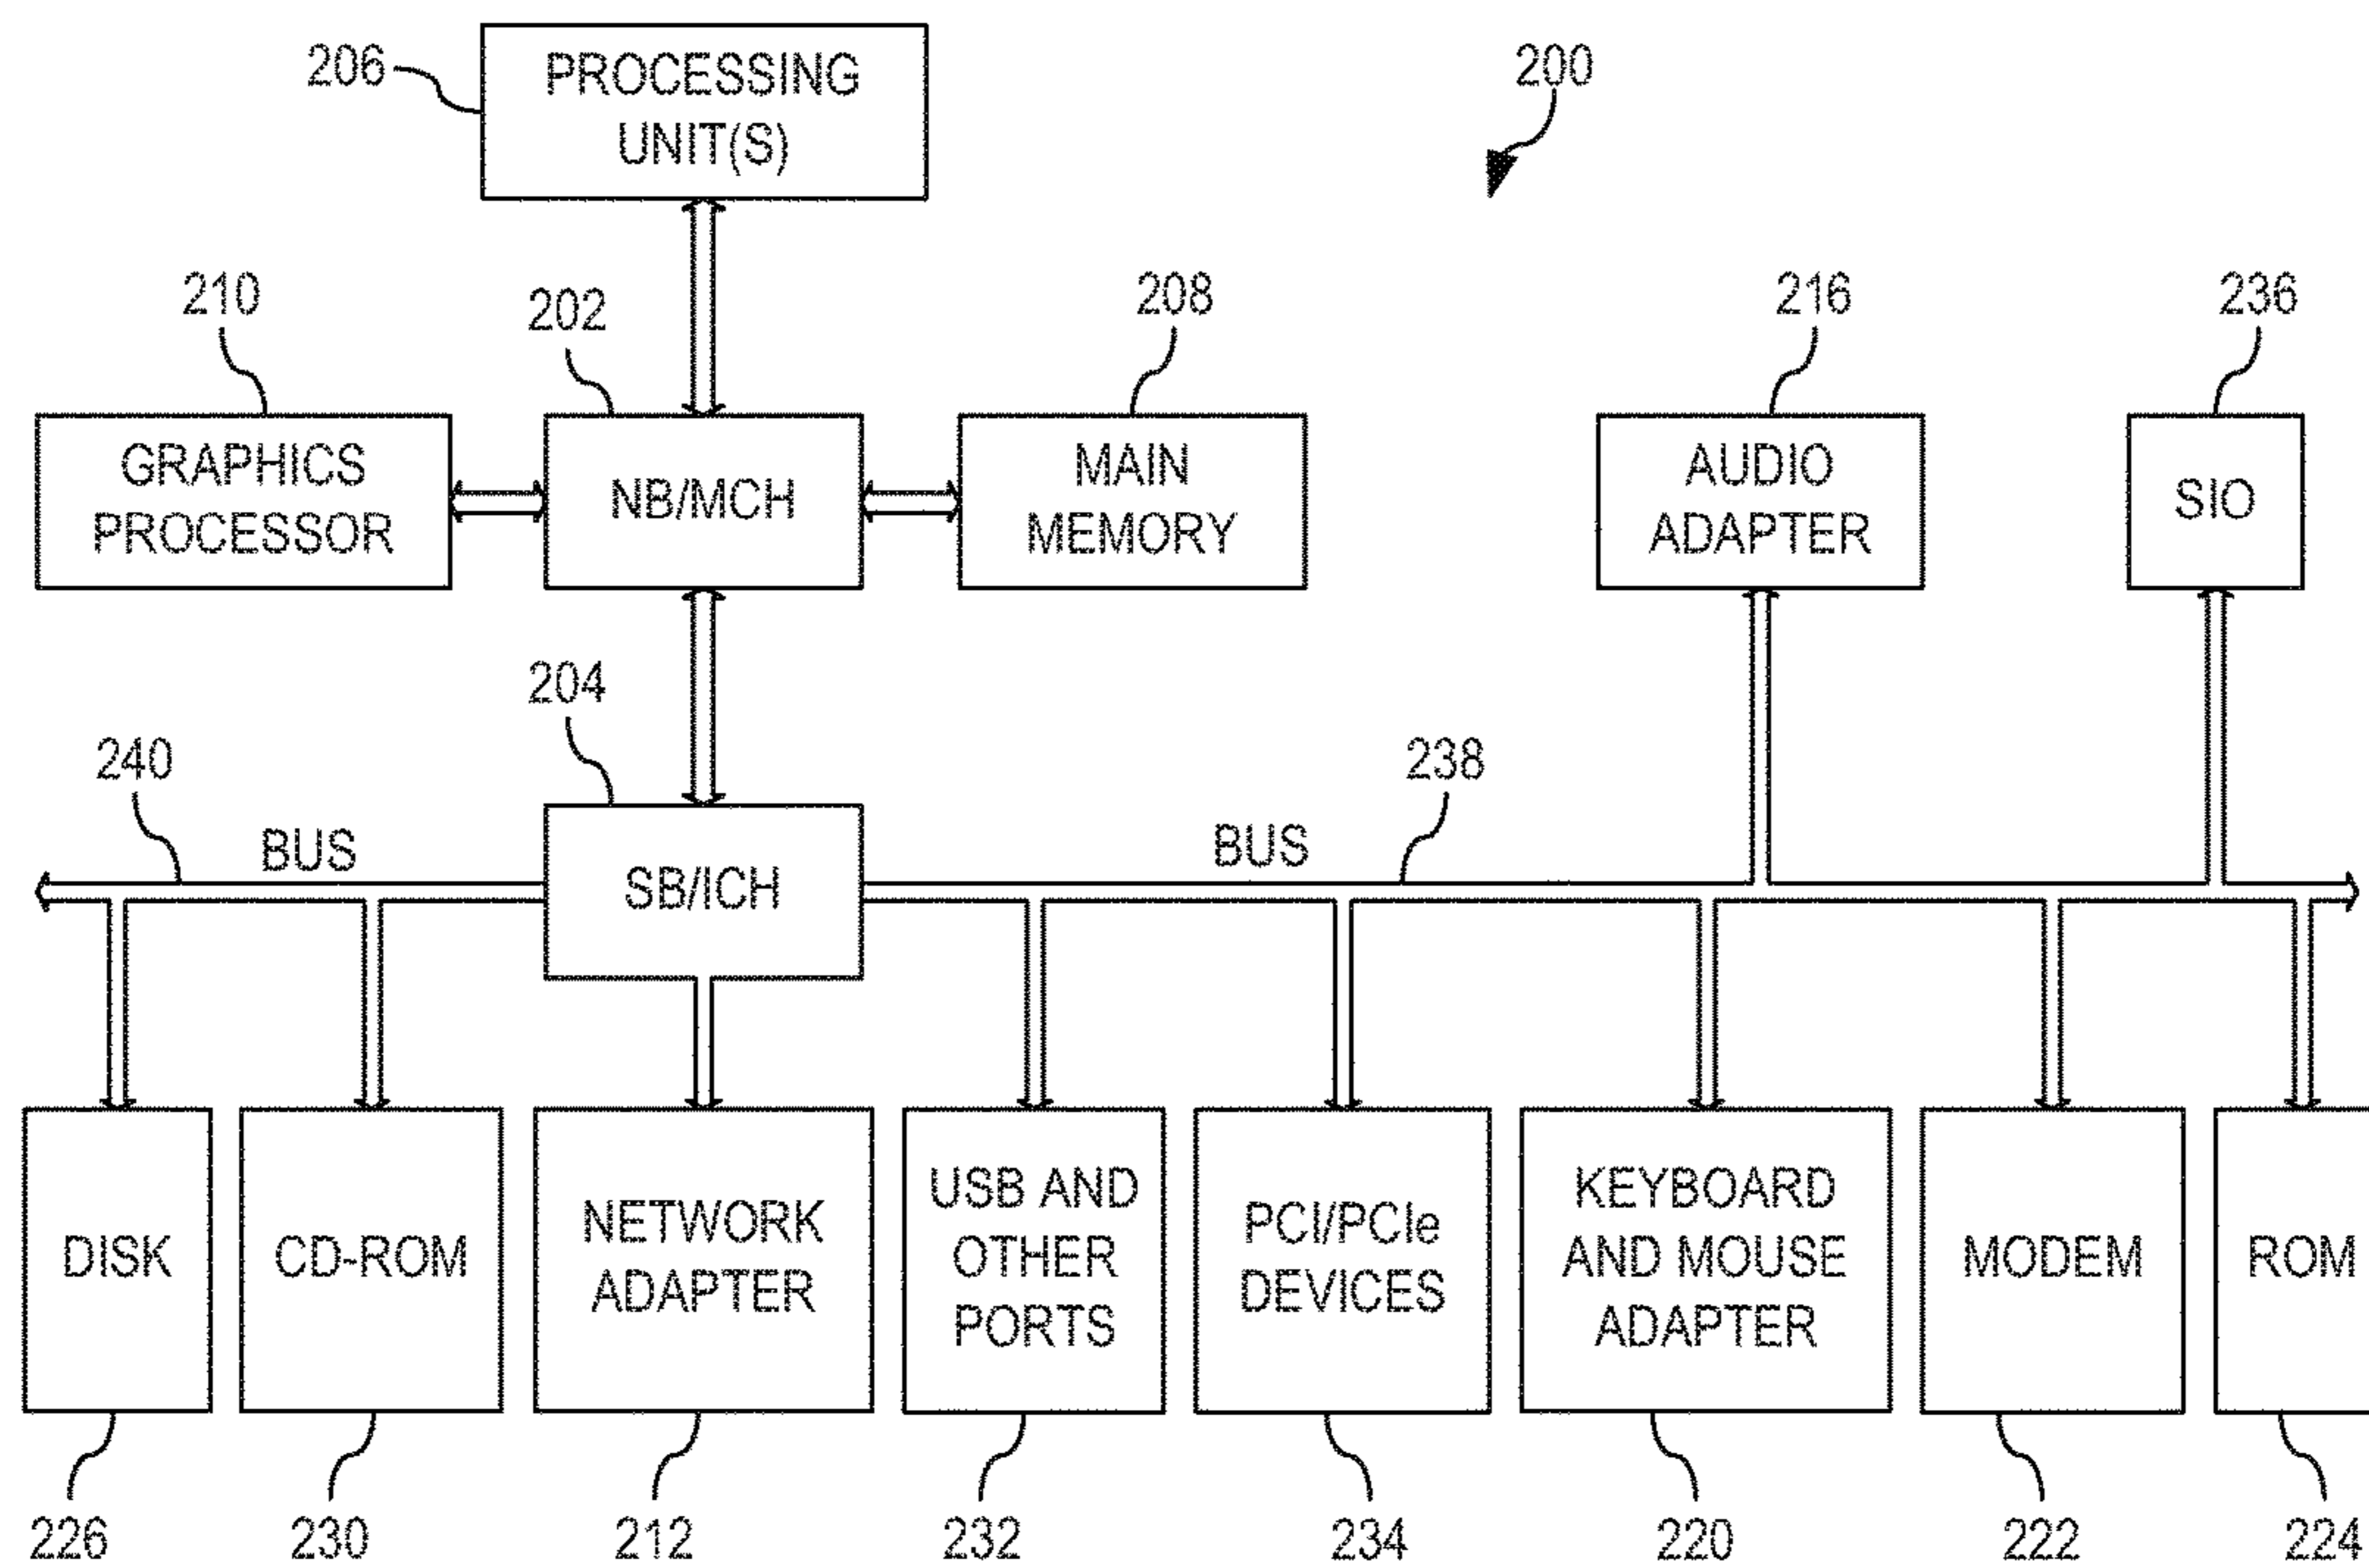 206
PROCESSING
UNIT(S)
200
210
202
208
216
236
GRAPHICS
PROCESSOR
NB/MCH
MAIN
MEMORY
AUDIO
ADAPTER
SIO
204
240
238
BUS
BUS
SB/ICH
DISK
CD-ROM
NETWORK
ADAPTER
USB AND
OTHER
PORTS
PCI/PCIe
DEVICES
KEYBOARD
AND MOUSE
ADAPTER
MODEM
ROM
226
230
212
232
234
220
222
224